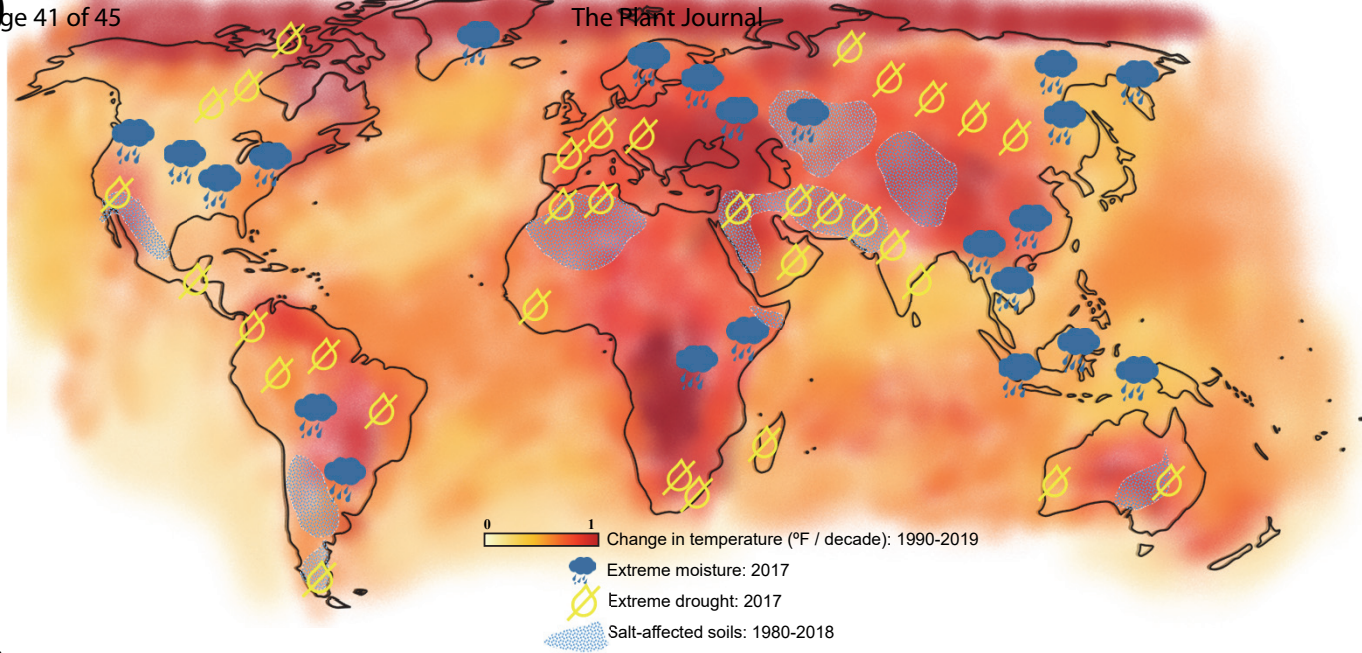 ge 41 of 45
The Plant Journal
0 1
Change in temperature (ºF / decade): 1990-2019
Extreme moisture: 2017
Extreme drought: 2017
Salt-affected soils: 1980-2018